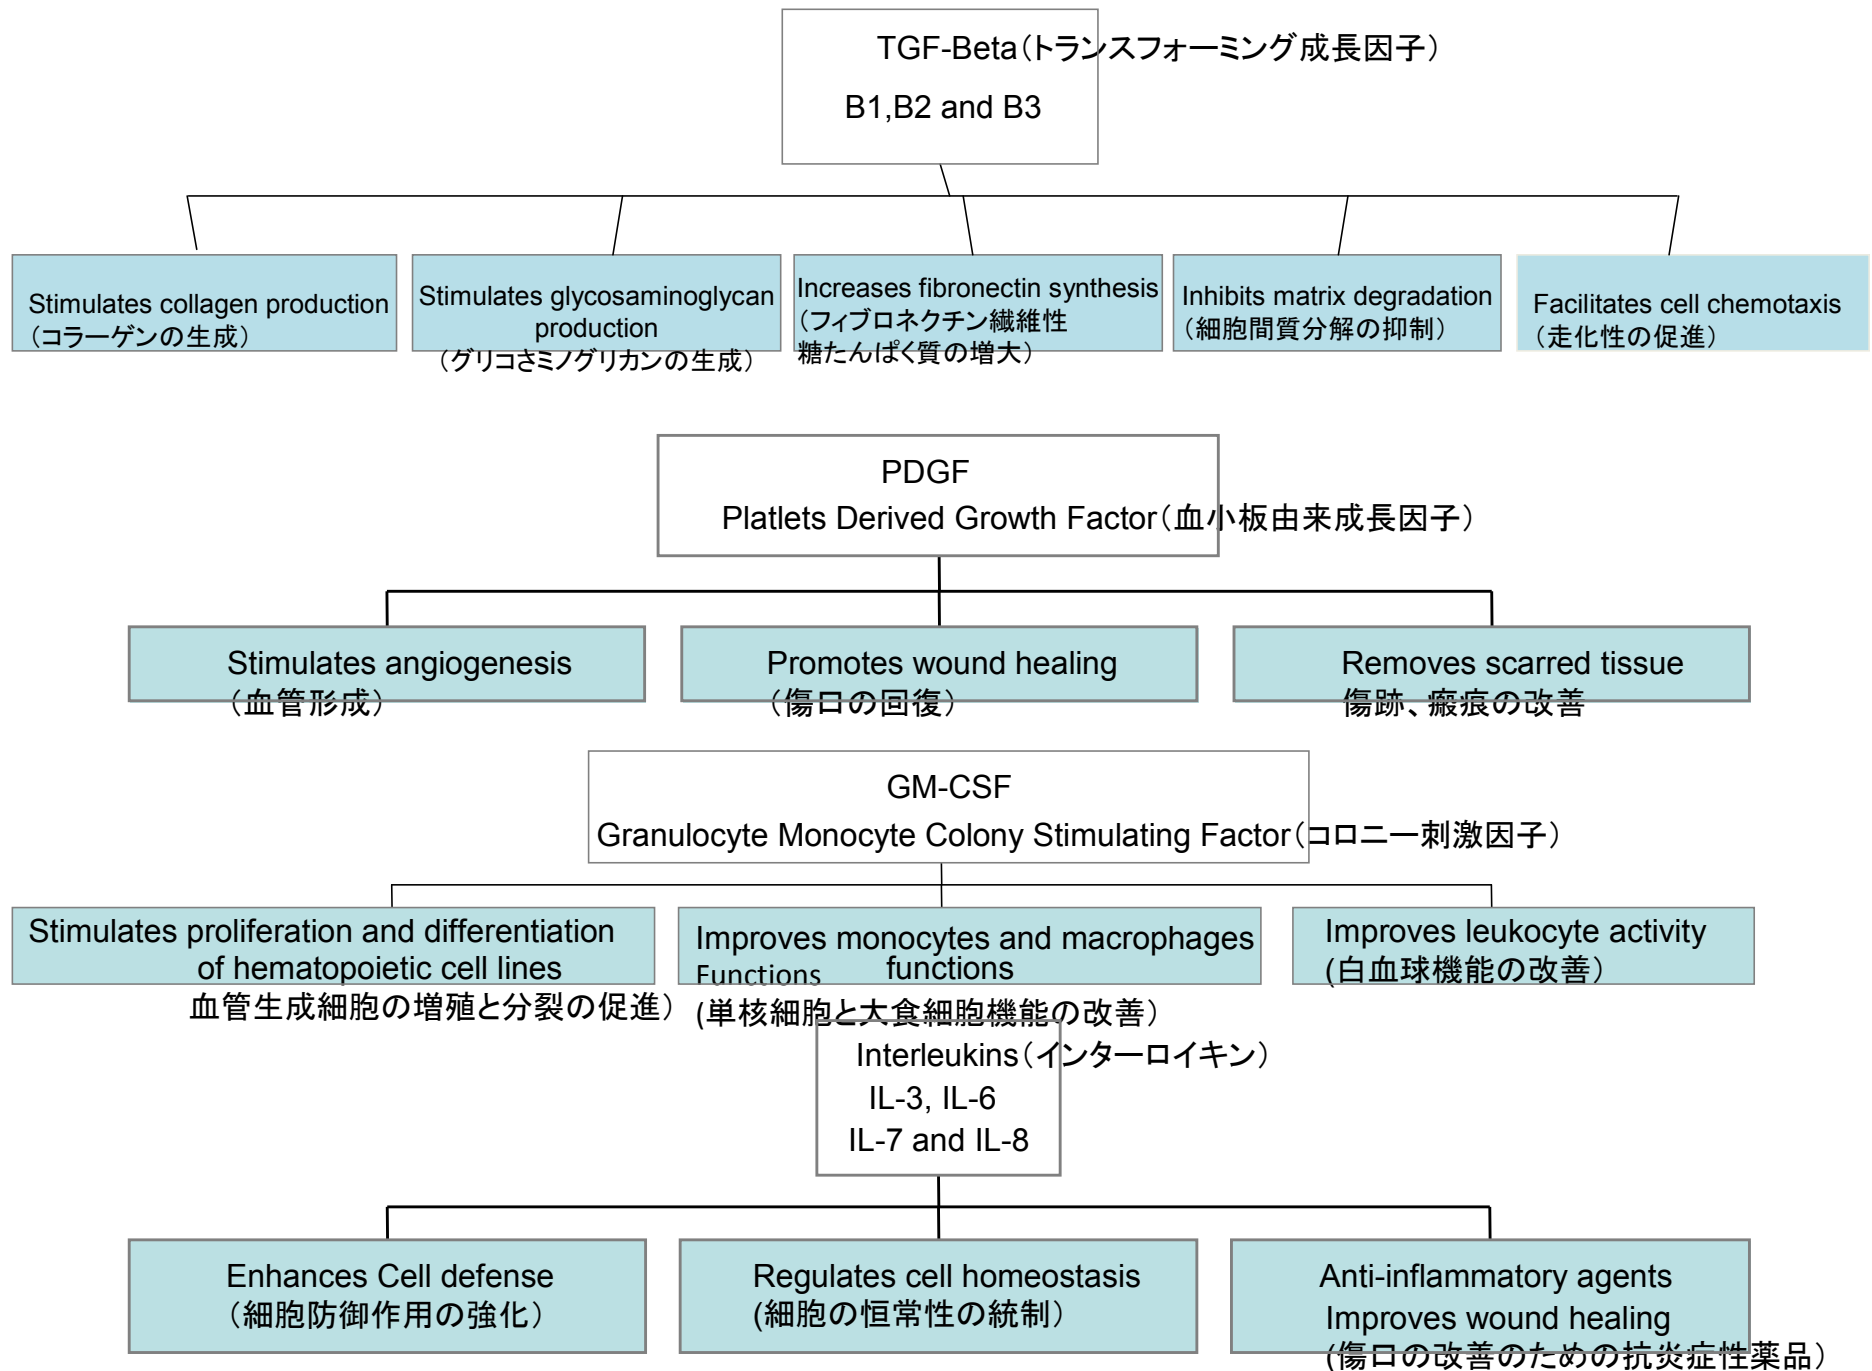 TGF-Beta（トランスフォーミング成長因子）
B1,B2 and B3
Stimulates collagen production
（コラーゲンの生成）
Stimulates glycosaminoglycan
production
（グリコさミノグリカンの生成）
Increases fibronectin synthesis
（フィブロネクチン繊維性
糖たんぱく質の増大）
Inhibits matrix degradation
（細胞間質分解の抑制）
Facilitates cell chemotaxis
（走化性の促進）
PDGF
Platlets Derived Growth Factor（血小板由来成長因子）
Stimulates angiogenesis
（血管形成）
Promotes wound healing
（傷口の回復）
Removes scarred tissue
傷跡、瘢痕の改善
GM-CSF
Granulocyte Monocyte Colony Stimulating Factor（コロニー刺激因子）
Stimulates proliferation and differentiation
of hematopoietic cell lines
血管生成細胞の増殖と分裂の促進）
Improves monocytes and macrophages
Functions functions
(単核細胞と大食細胞機能の改善）
Improves leukocyte activity
(白血球機能の改善）
Interleukins（インターロイキン）
IL-3, IL-6
IL-7 and IL-8
Enhances Cell defense
（細胞防御作用の強化）
Regulates cell homeostasis
(細胞の恒常性の統制）
Anti-inflammatory agents
Improves wound healing
(傷口の改善のための抗炎症性薬品）